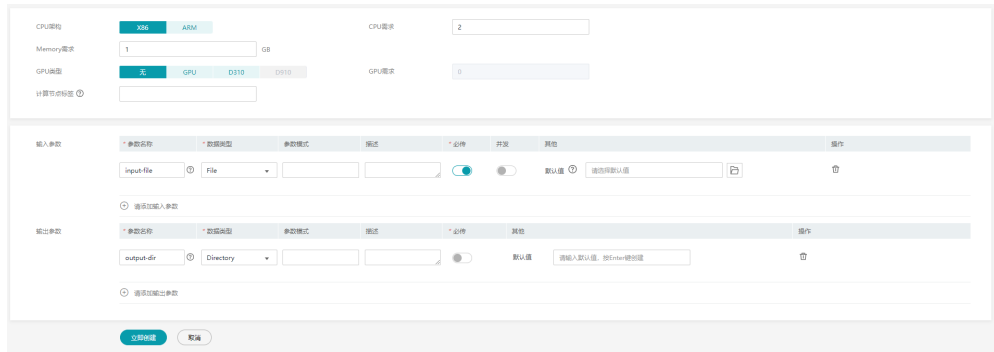 CPU架构 X86 ARM CPU需求 2
Memory需求 1 GB
GPU类型 无 GPU D310 D910 GPU需求 0
计算节点标签
输入参数 * 参数名称 * 数据类型 参数模式 描述 * 必传 并发 其他 操作
input-file File 默认值 请选择默认值
请添加输入参数
输出参数 * 参数名称 * 数据类型 参数模式 描述 * 必传 其他 操作
output-dir Directory 默认值 请输入默认值，按Enter键创建
请添加输出参数
立即创建 取消